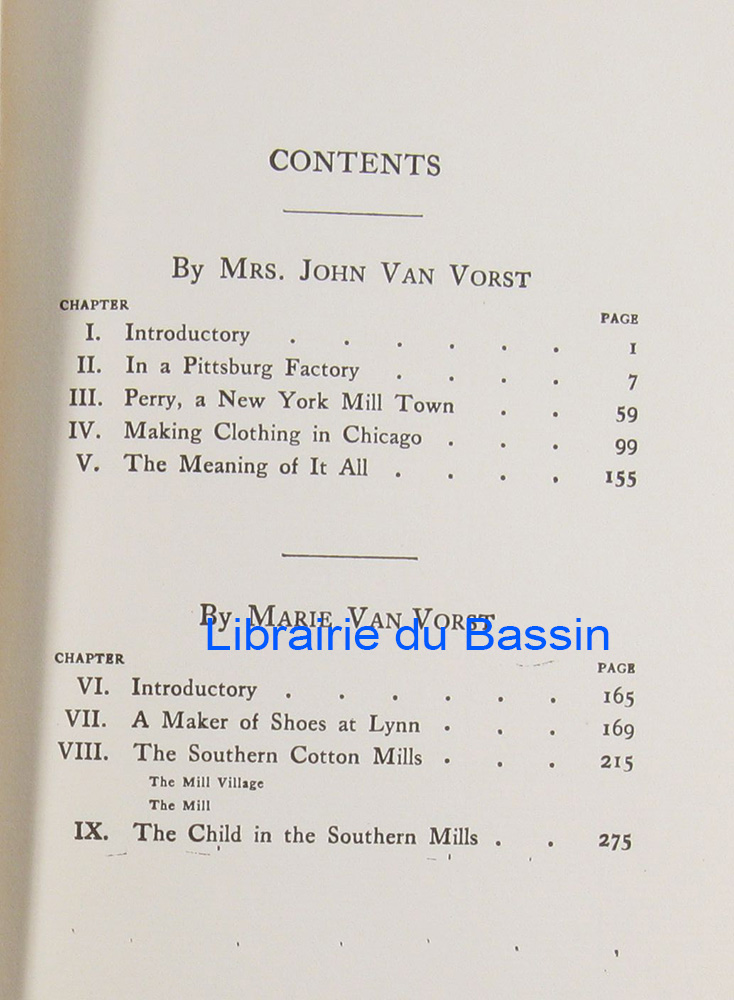 CONTENTS
By MRS. JOHN VAN VORST
CHAPTER PAGE
I. Introductory . . . . . . 1
II. In a Pittsburg Factory . . . . 7
III. Perry, a New York Mill Town . . 59
IV. Making Clothing in Chicago . . . 99
V. The Meaning of It All . . . . 155
By MARIE VAN VORST
Librairie du Bassin
CHAPTER PAGE
VI. Introductory . . . . . . 165
VII. A Maker of Shoes at Lynn . . . 169
VIII. The Southern Cotton Mills . . . 215
The Mill Village
The Mill
IX. The Child in the Southern Mills . . 275